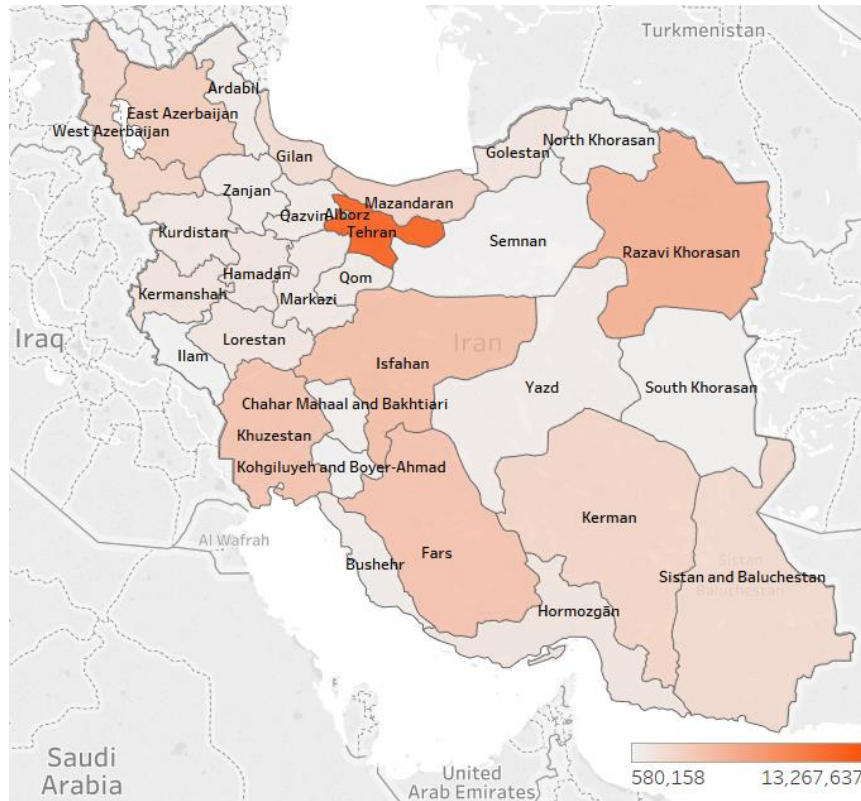 Turkmenistan
Ardabil
East Azerbaijan
West Azerbaijan
North Khorasan
Golestan
Gilan
Zanjan
Mazandaran
Qazvin
Alborz
Tehran
Kurdistan
Semnan
Razavi Khorasan
Hamadan
Qom
Kermanshah
Markazi
Iraq
Lorestan
Ilam
Iran
Isfahan
Yazd
South Khorasan
Chahar Mahaal and Bakhtiari
Khuzestan
Kohgiluyeh and Boyer-Ahmad
Kerman
Al Wafrah
Fars
Bushehr
Sistan
Sistan and Baluchestan
Baluchestan
Hormozgān
Saudi
Arabia
United
Arab Emirates
580,158 13,267,637